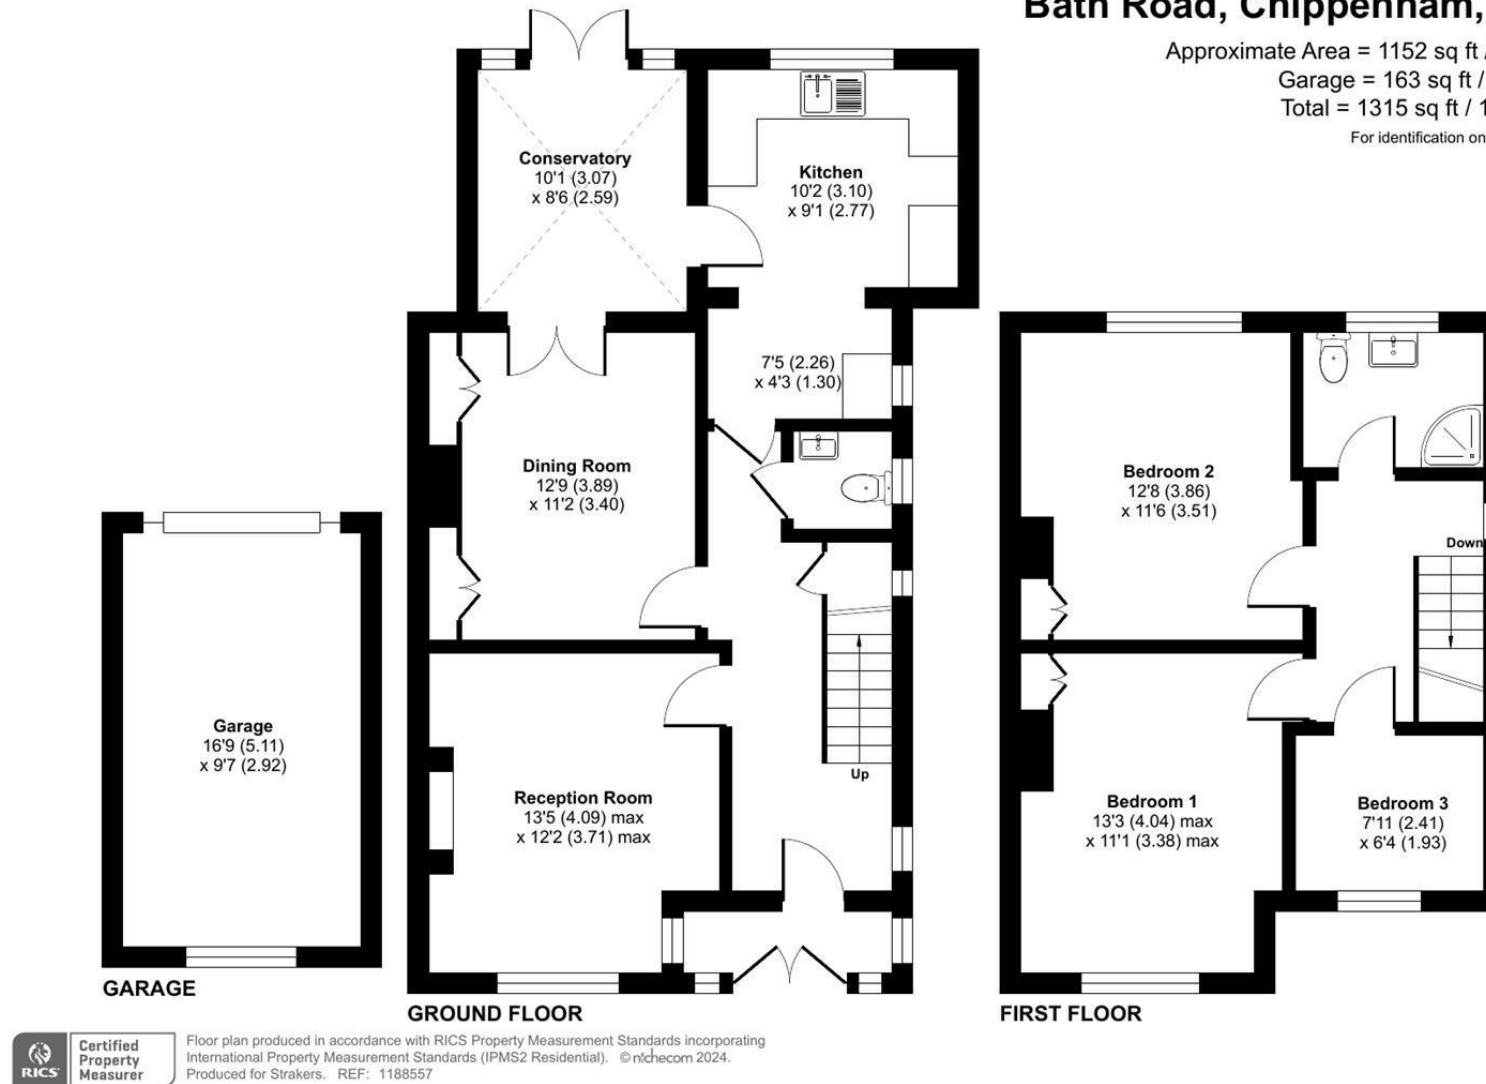 Bath Road, Chippenham,
Approximate Area = 1152 sq ft /
Garage = 163 sq ft /
Total = 1315 sq ft / 1
For identification on
Conservatory
10'1 (3.07)
x 8'6 (2.59)
Kitchen
10'2 (3.10)
x 9'1 (2.77)
7'5 (2.26)
x 4'3 (1.30)
Dining Room
12'9 (3.89)
x 11'2 (3.40)
Bedroom 2
12'8 (3.86)
x 11'6 (3.51)
Down
Garage
16'9 (5.11)
x 9'7 (2.92)
Up
Reception Room
13'5 (4.09) max
x 12'2 (3.71) max
Bedroom 1
13'3 (4.04) max
x 11'1 (3.38) max
Bedroom 3
7'11 (2.41)
x 6'4 (1.93)
GARAGE
GROUND FLOOR
FIRST FLOOR
RICS
Certified
Property
Measurer
Floor plan produced in accordance with RICS Property Measurement Standards incorporating
International Property Measurement Standards (IPMS2 Residential). © nichecom 2024.
Produced for Strakers. REF: 1188557